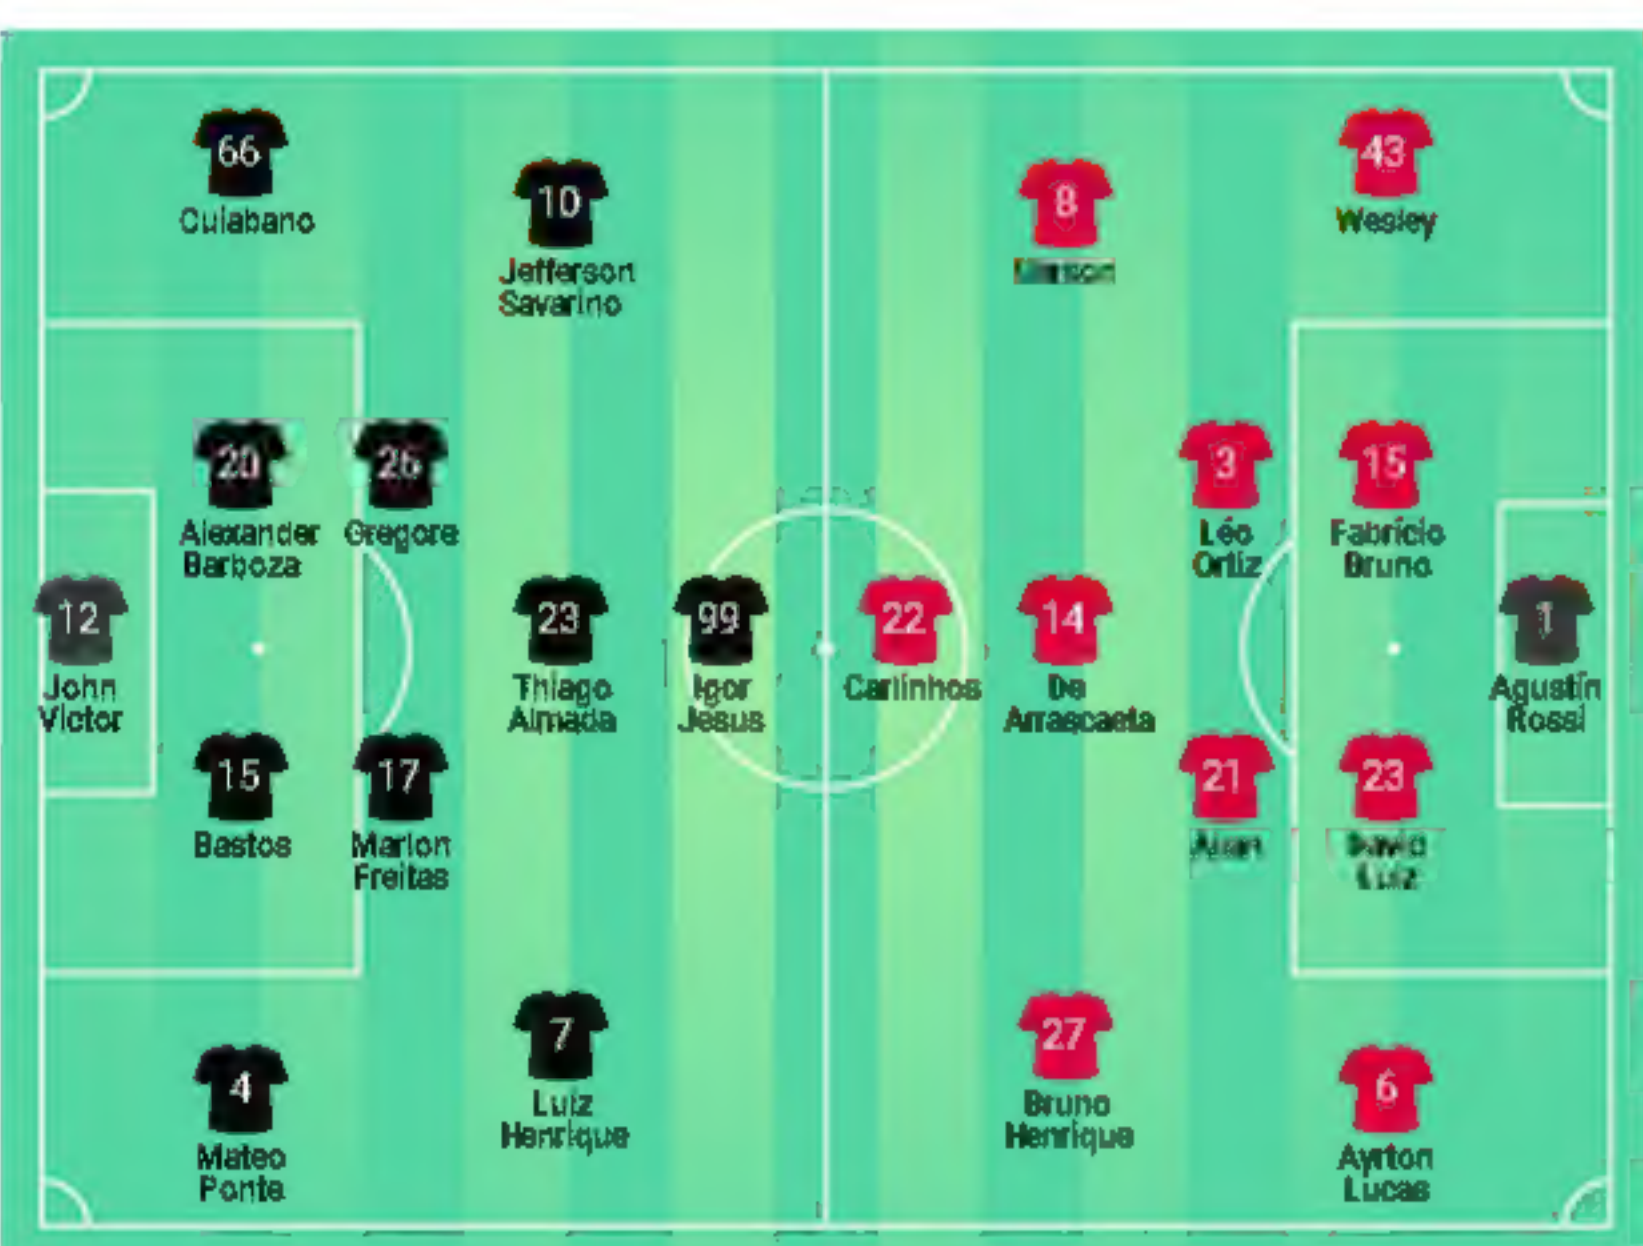 66
Cuiabano
10
Jefferson
Savarino
8
43
Wesley
20
Alexander
Barboza
26
Gregore
3
Léo
Ortiz
15
Fabrício
Bruno
12
John
Victor
23
Thiago
Almada
99
Igor
Jesus
22
Carlinhos
14
De
Arrascaeta
1
Agustín
Rossi
15
Bastos
17
Marlon
Freitas
21
23
David
Luiz
4
Mateo
Ponte
7
Luiz
Henrique
27
Bruno
Henrique
6
Ayrton
Lucas